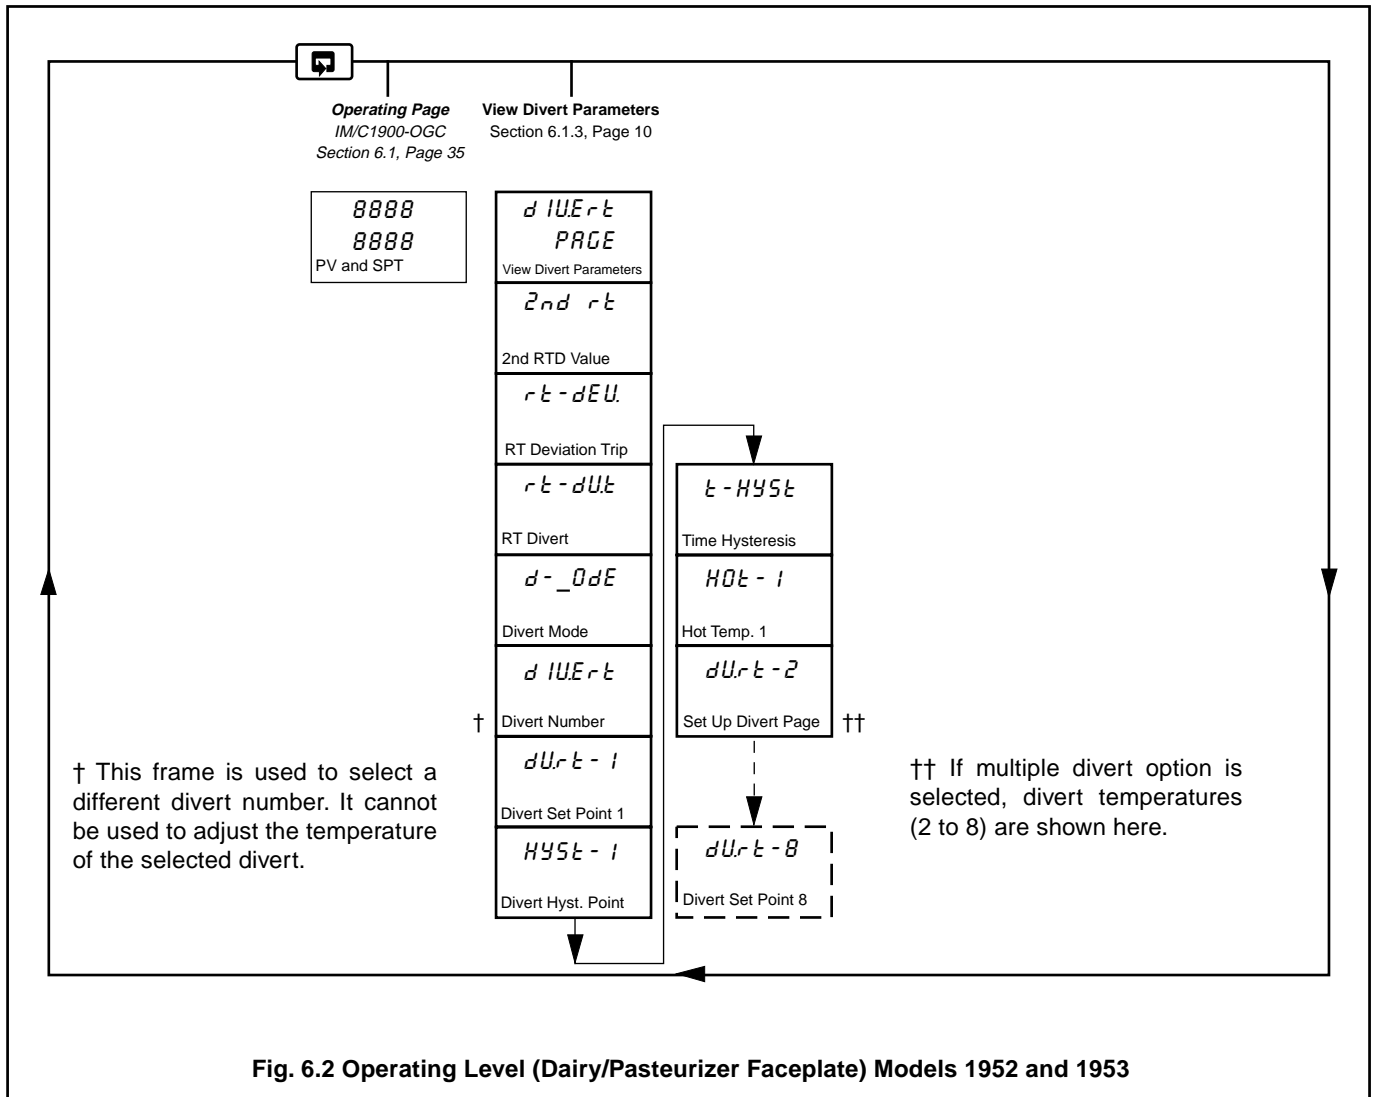 Operating Page
IM/C1900-OGC
Section 6.1, Page 35
View Divert Parameters
Section 6.1.3, Page 10
8888
8888
PV and SPT
dIU.Ert
PAGE
View Divert Parameters
2nd rt
2nd RTD Value
rt-dEU.
RT Deviation Trip
rt-dU.t
RT Divert
d-_OdE
Divert Mode
dIU.Ert
† Divert Number
dU.rt-1
Divert Set Point 1
HYSt-1
Divert Hyst. Point
t-HYSt
Time Hysteresis
HOt-1
Hot Temp. 1
dU.rt-2
Set Up Divert Page ††
dU.rt-8
Divert Set Point 8
† This frame is used to select a
different divert number. It cannot
be used to adjust the temperature
of the selected divert.
†† If multiple divert option is
selected, divert temperatures
(2 to 8) are shown here.
Fig. 6.2 Operating Level (Dairy/Pasteurizer Faceplate) Models 1952 and 1953